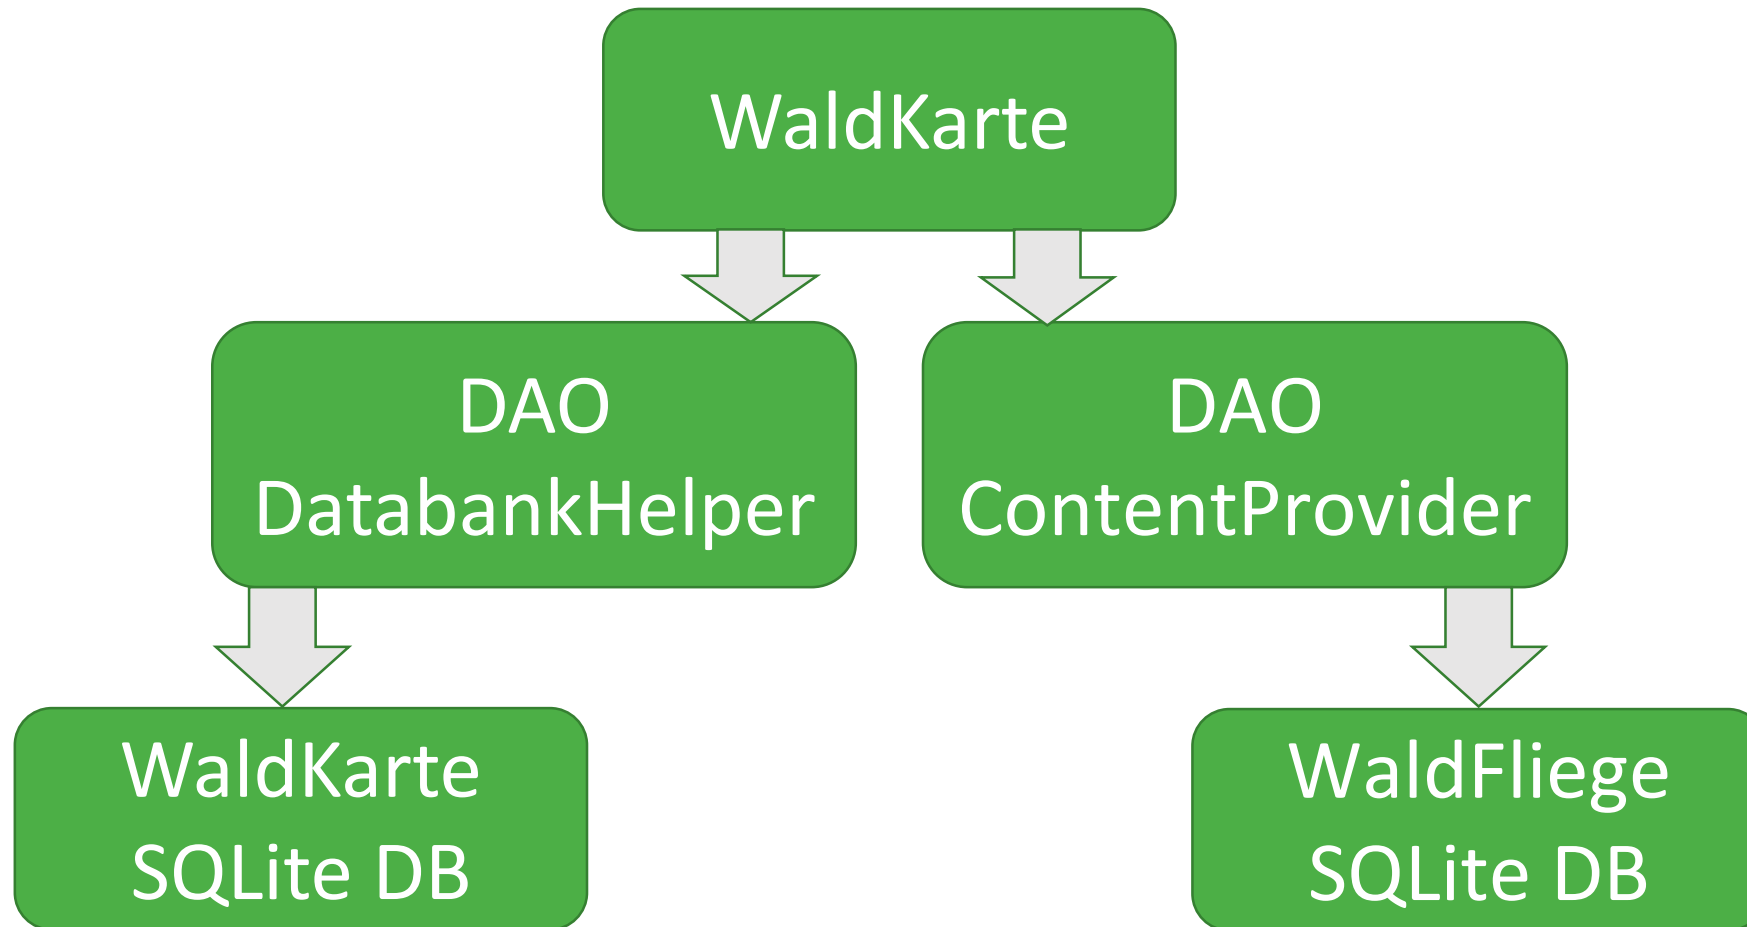 WaldKarte
DAO
DatabankHelper
DAO
ContentProvider
WaldKarte
SQLite DB
WaldFliege
SQLite DB